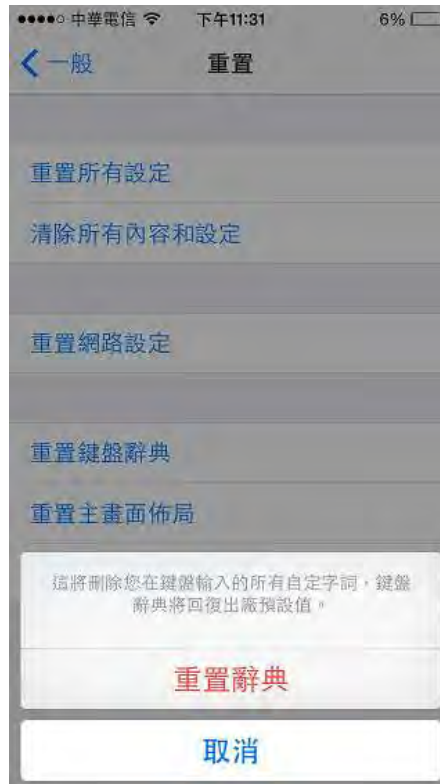 中華電信 下午11:31 6%
一般 重置
重置所有設定
清除所有內容和設定
重置網路設定
重置鍵盤辭典
重置主畫面佈局
這將刪除您在鍵盤輸入的所有自定字詞，鍵盤
辭典將回復出廠預設值。
重置辭典
取消